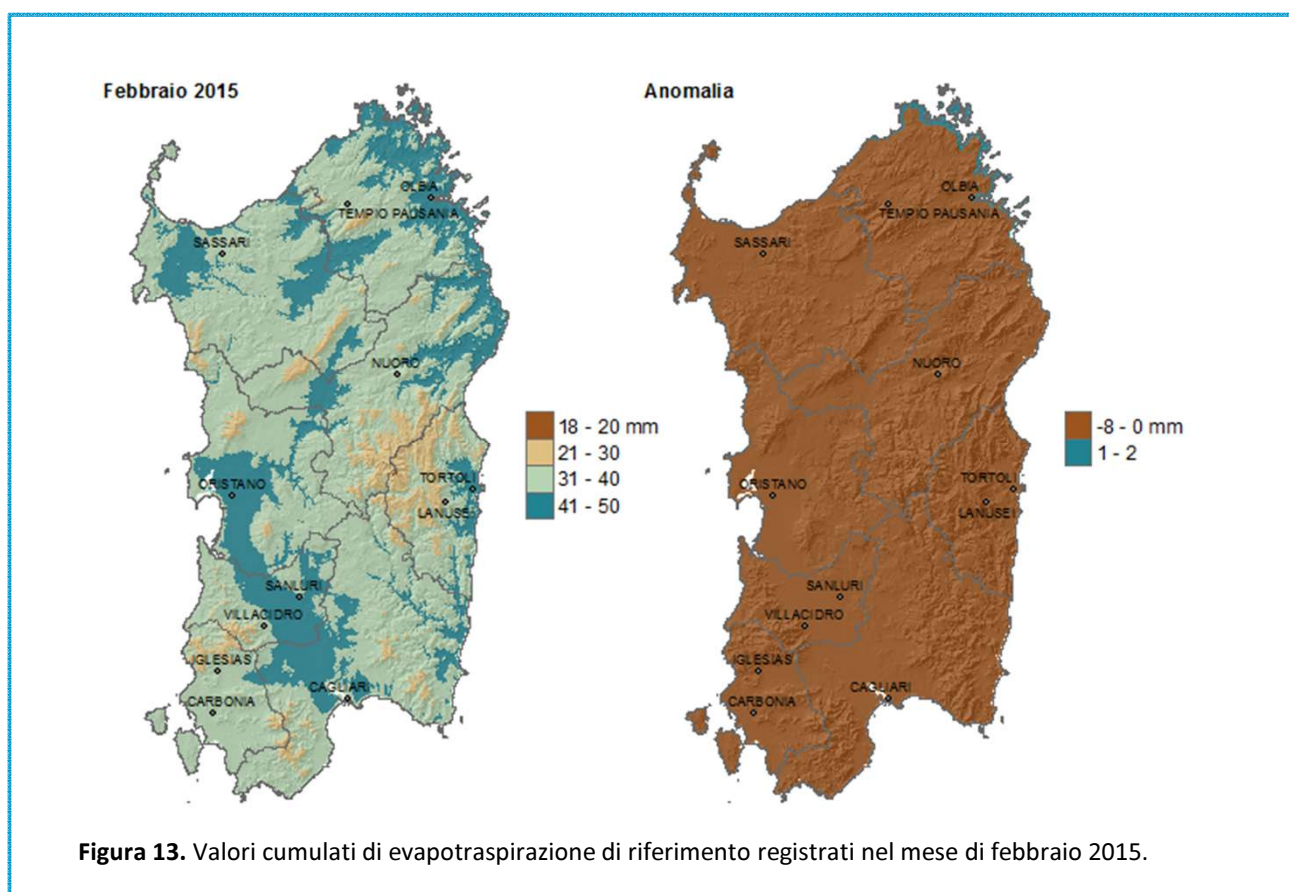 Febbraio 2015
OLBIA
TEMPIO PAUSANIA
SASSARI
NUORO
ORISTANO
TORTOLI
LANUSEI
SANLURI
VILLACIDRO
IGLESIAS
CARBONIA
CAGLIARI
18 - 20 mm
21 - 30
31 - 40
41 - 50
Anomalia
OLBIA
TEMPIO PAUSANIA
SASSARI
NUORO
ORISTANO
TORTOLI
LANUSEI
SANLURI
VILLACIDRO
IGLESIAS
CARBONIA
CAGLIARI
-8 - 0 mm
1 - 2
Figura 13. Valori cumulati di evapotraspirazione di riferimento registrati nel mese di febbraio 2015.